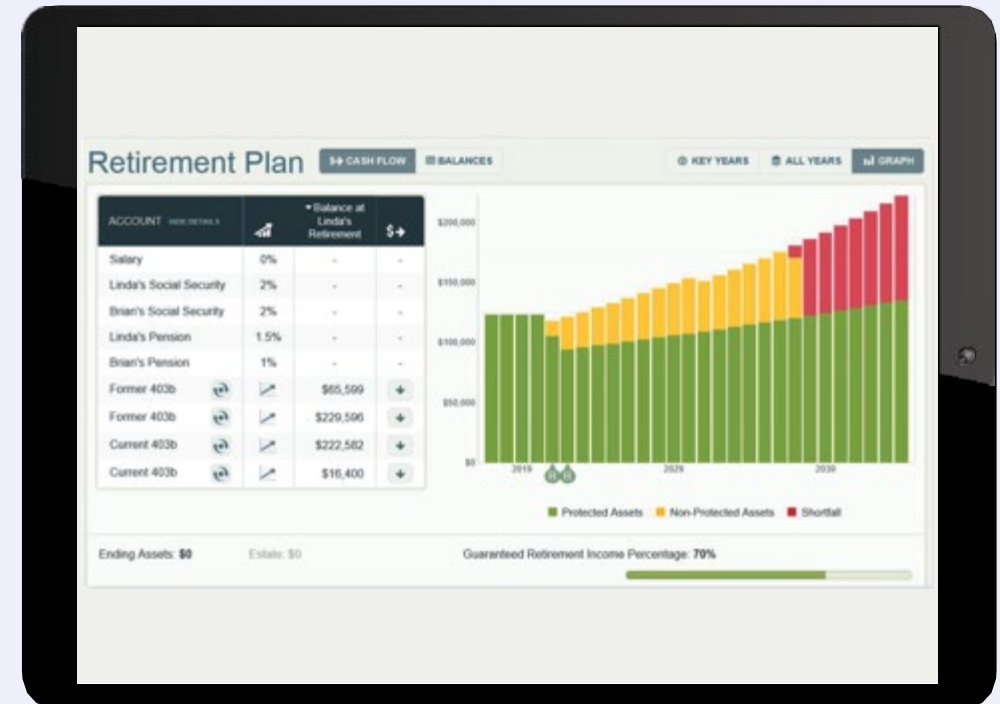 Retirement Plan
CASH FLOW
BALANCES
KEY YEARS
ALL YEARS
GRAPH
ACCOUNT HIDE DETAILS
Balance at
Linda's
Retirement
$
Salary 0% - -
Linda's Social Security 2% - -
Brian's Social Security 2% - -
Linda's Pension 1.5% - -
Brian's Pension 1% - -
Former 403b $65,599
Former 403b $229,596
Current 403b $222,582
Current 403b $16,400
$200,000
$150,000
$100,000
$50,000
$0
2019 2029 2039
Protected Assets Non-Protected Assets Shortfall
Ending Assets: $0 Estate: $0 Guaranteed Retirement Income Percentage: 70%